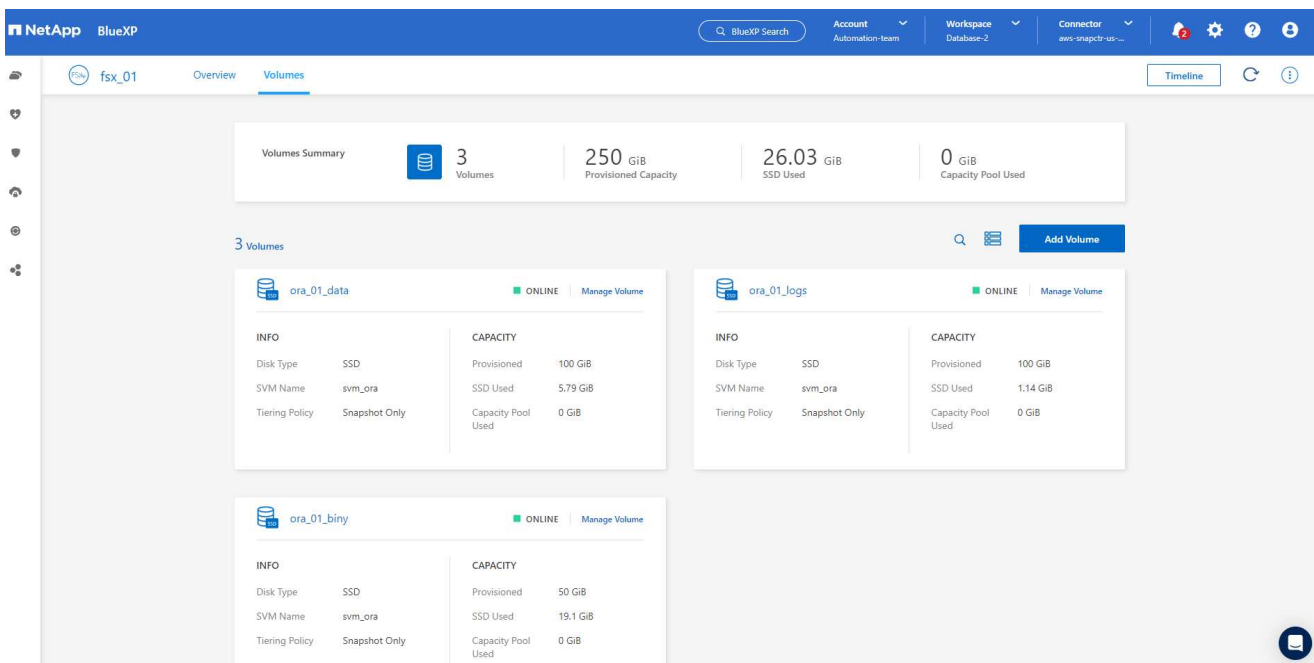 NetApp BlueXP
BlueXP Search
Account
Automation-team
Workspace
Database-2
Connector
aws-snapctr-us-...
2
FSx
fsx_01
Overview
Volumes
Timeline
Volumes Summary
3
Volumes
250 GiB
Provisioned Capacity
26.03 GiB
SSD Used
0 GiB
Capacity Pool Used
3 Volumes
Add Volume
SSD
ora_01_data
ONLINE
Manage Volume
INFO
Disk Type SSD
SVM Name svm_ora
Tiering Policy Snapshot Only
CAPACITY
Provisioned 100 GiB
SSD Used 5.79 GiB
Capacity Pool 0 GiB
Used
SSD
ora_01_logs
ONLINE
Manage Volume
INFO
Disk Type SSD
SVM Name svm_ora
Tiering Policy Snapshot Only
CAPACITY
Provisioned 100 GiB
SSD Used 1.14 GiB
Capacity Pool 0 GiB
Used
SSD
ora_01_biny
ONLINE
Manage Volume
INFO
Disk Type SSD
SVM Name svm_ora
Tiering Policy Snapshot Only
CAPACITY
Provisioned 50 GiB
SSD Used 19.1 GiB
Capacity Pool 0 GiB
Used